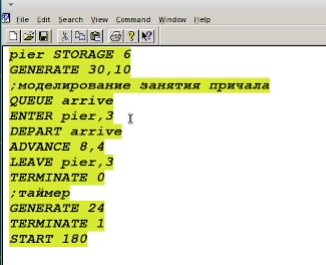 File Edit Search View Command Window Help
pier STORAGE 6
GENERATE 30,10
;моделирование занятия причала
QUEUE arrive
ENTER pier,3
DEPART arrive
ADVANCE 8,4
LEAVE pier,3
TERMINATE 0
;таймер
GENERATE 24
TERMINATE 1
START 180